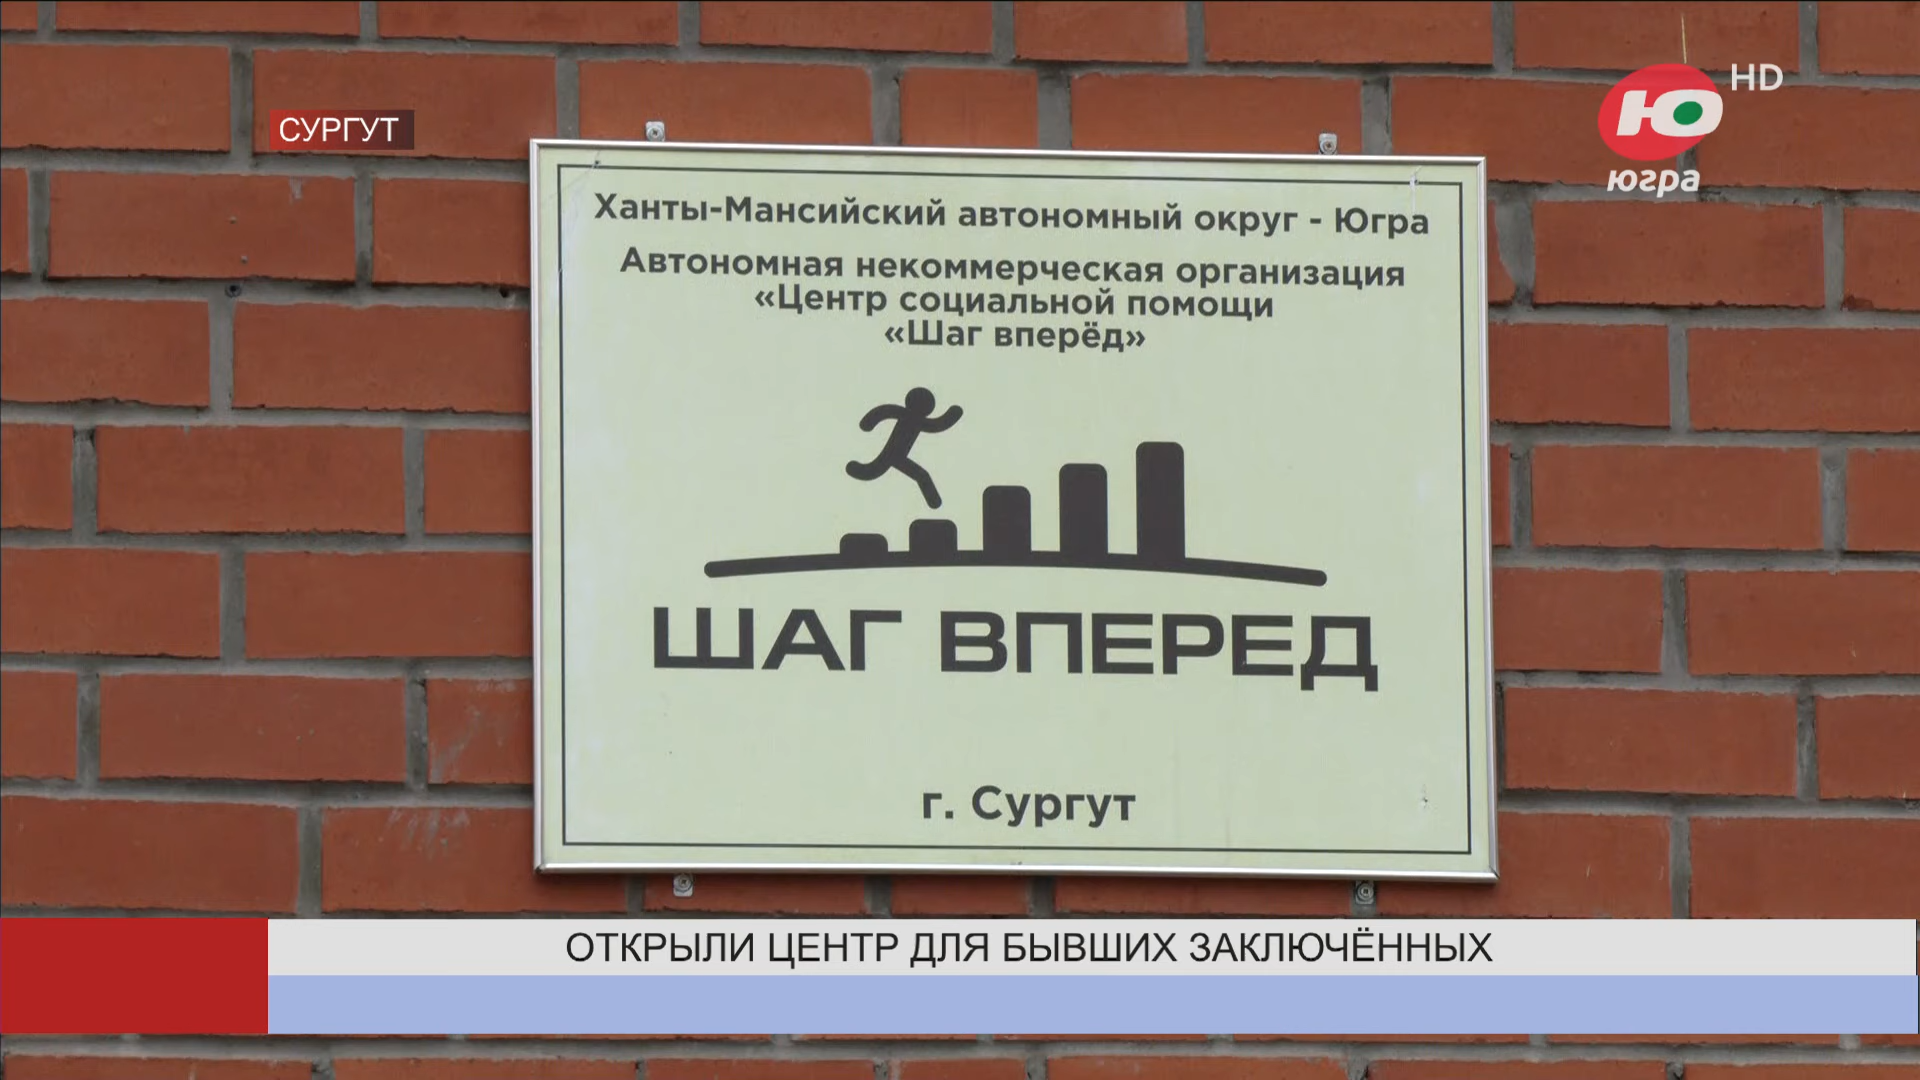 HD
Ю
югра
СУРГУТ
Ханты-Мансийский автономный округ - Югра
Автономная некоммерческая организация
«Центр социальной помощи
«Шаг вперёд»
ШАГ ВПЕРЕД
г. Сургут
ОТКРЫЛИ ЦЕНТР ДЛЯ БЫВШИХ ЗАКЛЮЧЁННЫХ